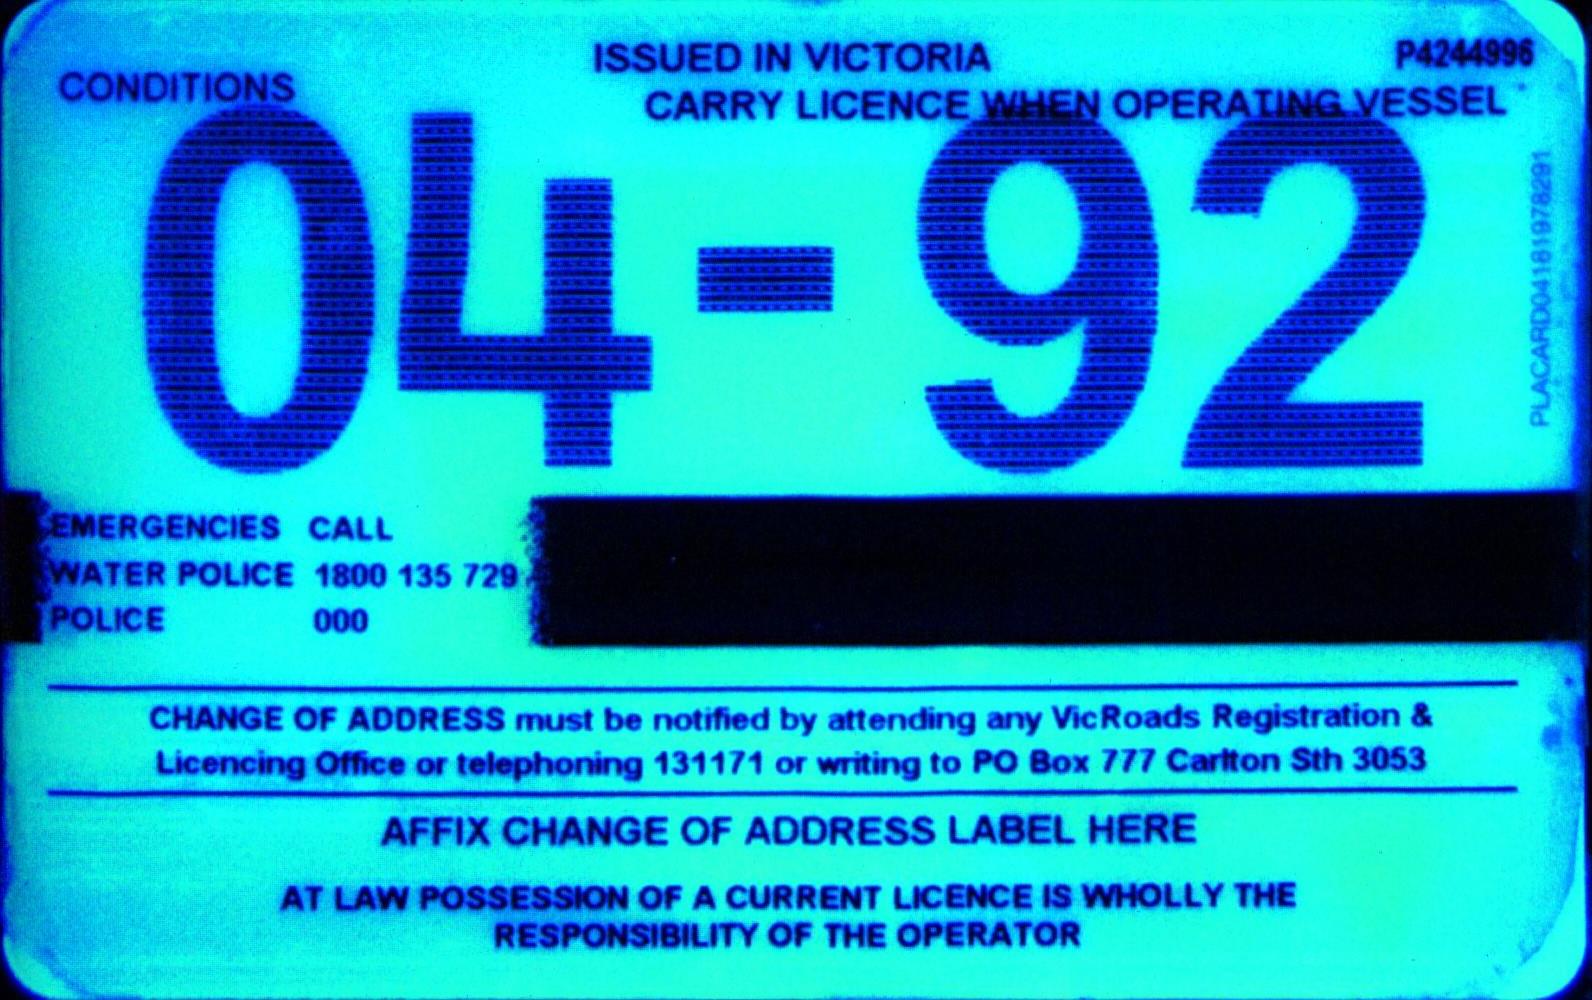 ISSUED IN VICTORIA
P4244996
CONDITIONS
CARRY LICENCE WHEN OPERATING VESSEL
04-92
PLACARD04181978291
EMERGENCIES CALL
WATER POLICE 1800 135 729
POLICE 000
CHANGE OF ADDRESS must be notified by attending any VicRoads Registration &
Licencing Office or telephoning 131171 or writing to PO Box 777 Carlton Sth 3053
AFFIX CHANGE OF ADDRESS LABEL HERE
AT LAW POSSESSION OF A CURRENT LICENCE IS WHOLLY THE
RESPONSIBILITY OF THE OPERATOR